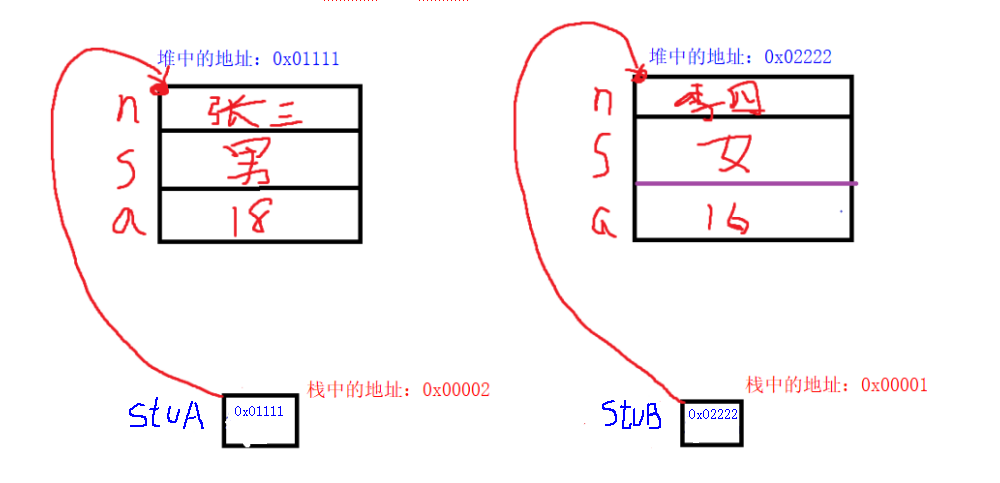 堆中的地址：0x01111
n 张三
s 男
a 18
stuA
0x01111
栈中的地址：0x00002
堆中的地址：0x02222
n 李四
s 女
a 16
stuB
0x02222
栈中的地址：0x00001